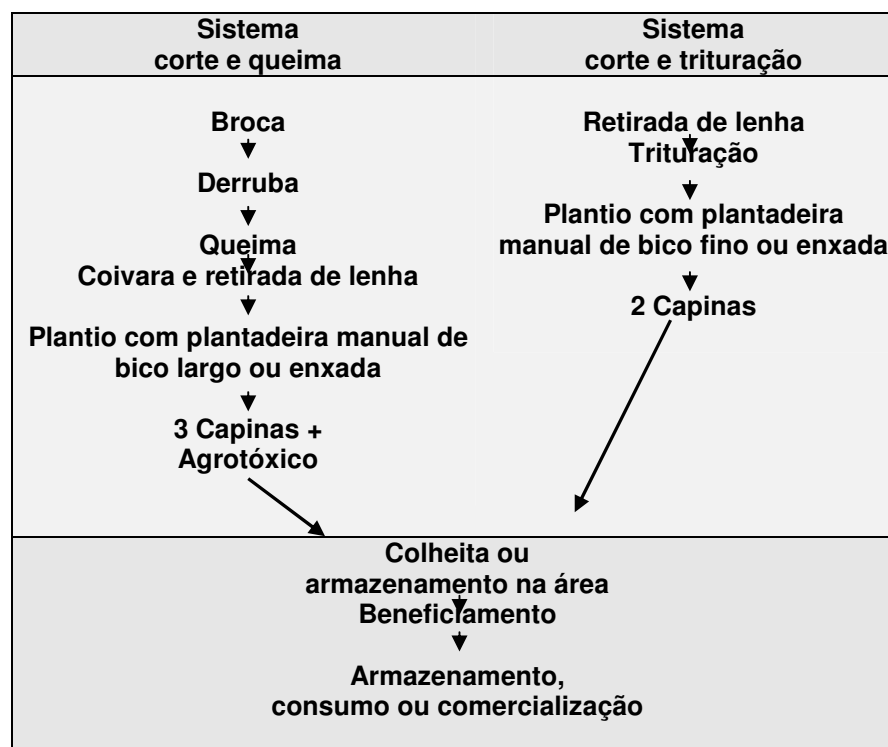 Sistema
corte e queima
Sistema
corte e trituração
Broca
Derruba
Queima
Coivara e retirada de lenha
Plantio com plantadeira manual de
bico largo ou enxada
3 Capinas +
Agrotóxico
Retirada de lenha
Trituração
Plantio com plantadeira
manual de bico fino ou enxada
2 Capinas
Colheita ou
armazenamento na área
Beneficiamento
Armazenamento,
consumo ou comercialização